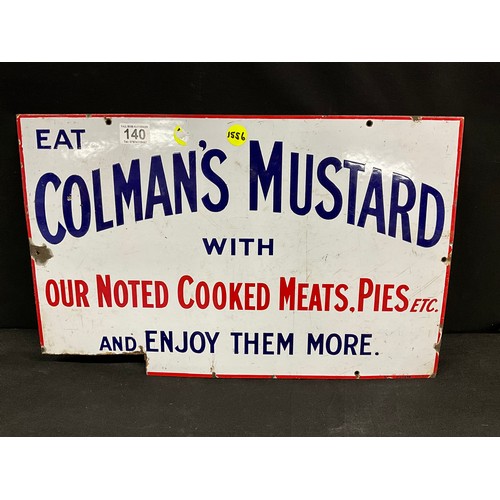 EAT
140
1556
COLMAN'S MUSTARD
WITH
OUR NOTED COOKED MEATS, PIES ETC.
AND ENJOY THEM MORE.